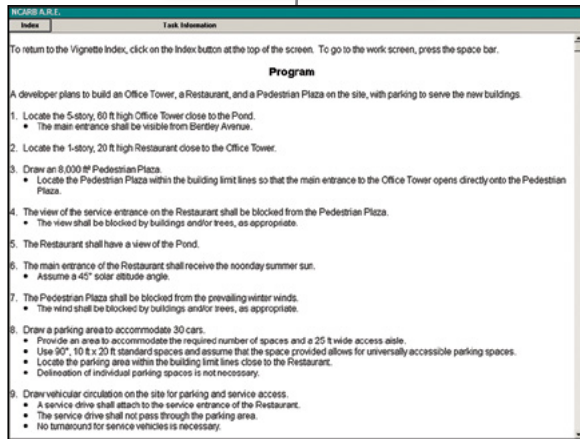 NCARB A.R.E.
Index Task Information
To return to the Vignette Index, click on the Index button at the top of the screen. To go to the work screen, press the space bar.
Program
A developer plans to build an Office Tower, a Restaurant, and a Pedestrian Plaza on the site, with parking to serve the new buildings.
1. Locate the 5-story, 60 ft high Office Tower close to the Pond.
• The main entrance shall be visible from Bentley Avenue.
2. Locate the 1-story, 20 ft high Restaurant close to the Office Tower.
3. Draw an 8,000 ft² Pedestrian Plaza.
• Locate the Pedestrian Plaza within the building limit lines so that the main entrance to the Office Tower opens directly onto the Pedestrian
Plaza.
4. The view of the service entrance on the Restaurant shall be blocked from the Pedestrian Plaza.
• The view shall be blocked by buildings and/or trees, as appropriate.
5. The Restaurant shall have a view of the Pond.
6. The main entrance of the Restaurant shall receive the noonday summer sun.
• Assume a 45° solar altitude angle.
7. The Pedestrian Plaza shall be blocked from the prevailing winter winds.
• The wind shall be blocked by buildings and/or trees, as appropriate.
8. Draw a parking area to accommodate 30 cars.
• Provide an area to accommodate the required number of spaces and a 25 ft wide access aisle.
• Use 90°, 10 ft x 20 ft standard spaces and assume that the space provided allows for universally accessible parking spaces.
• Locate the parking area within the building limit lines close to the Restaurant.
• Delineation of individual parking spaces is not necessary.
9. Draw vehicular circulation on the site for parking and service access.
• A service drive shall attach to the service entrance of the Restaurant.
• The service drive shall not pass through the parking area.
• No turnaround for service vehicles is necessary.